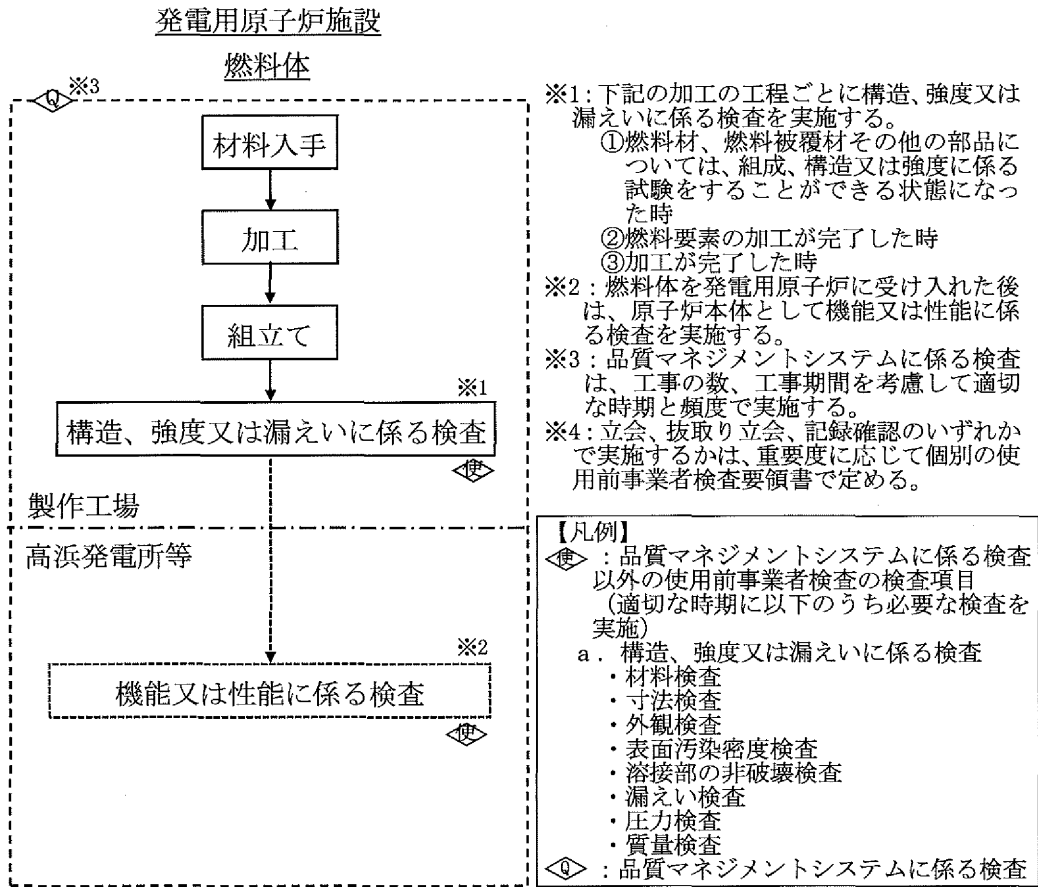 発電用原子炉施設
燃料体
Q ※3
材料入手
加工
組立て
※1
構造、強度又は漏えいに係る検査
使
製作工場
高浜発電所等
※2
機能又は性能に係る検査
使
※1:下記の加工の工程ごとに構造、強度又は
漏えいに係る検査を実施する。
①燃料材、燃料被覆材その他の部品に
ついては、組成、構造又は強度に係る
試験をすることができる状態になっ
た時
②燃料要素の加工が完了した時
③加工が完了した時
※2:燃料体を発電用原子炉に受け入れた後
は、原子炉本体として機能又は性能に係
る検査を実施する。
※3:品質マネジメントシステムに係る検査
は、工事の数、工事期間を考慮して適切
な時期と頻度で実施する。
※4:立会、抜取り立会、記録確認のいずれか
で実施するかは、重要度に応じて個別の使
用前事業者検査要領書で定める。
【凡例】
使 :品質マネジメントシステムに係る検査
以外の使用前事業者検査の検査項目
(適切な時期に以下のうち必要な検査を
実施)
a.構造、強度又は漏えいに係る検査
・材料検査
・寸法検査
・外観検査
・表面汚染密度検査
・溶接部の非破壊検査
・漏えい検査
・圧力検査
・質量検査
Q :品質マネジメントシステムに係る検査